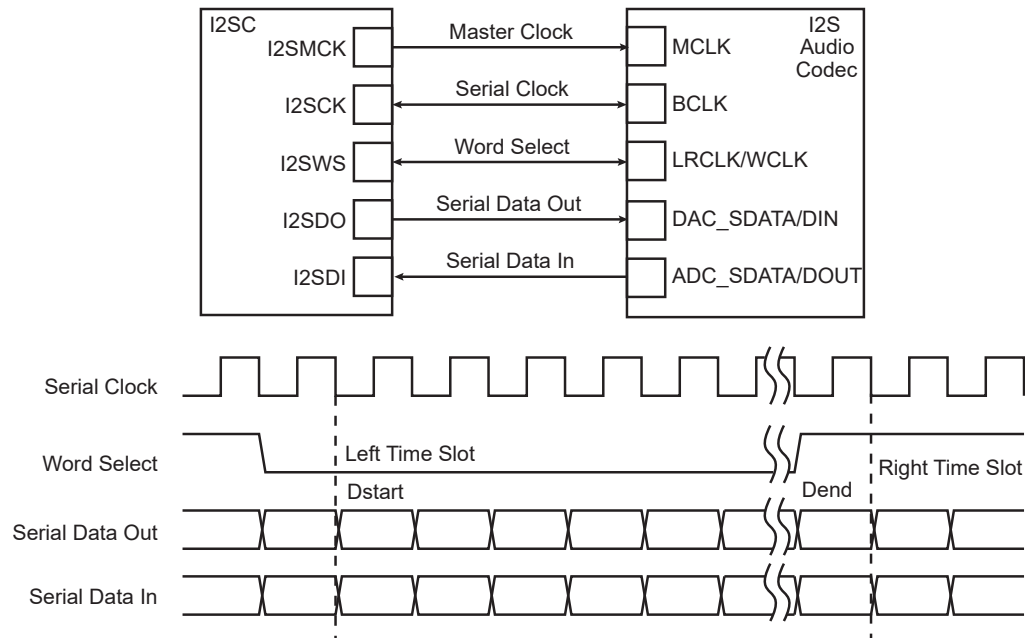 I2SC
I2SMCK
Master Clock
MCLK
I2S
Audio
Codec
I2SCK
Serial Clock
BCLK
I2SWS
Word Select
LRCLK/WCLK
I2SDO
Serial Data Out
DAC_SDATA/DIN
I2SDI
Serial Data In
ADC_SDATA/DOUT
Serial Clock
Word Select
Left Time Slot
Right Time Slot
Dstart
Dend
Serial Data Out
Serial Data In